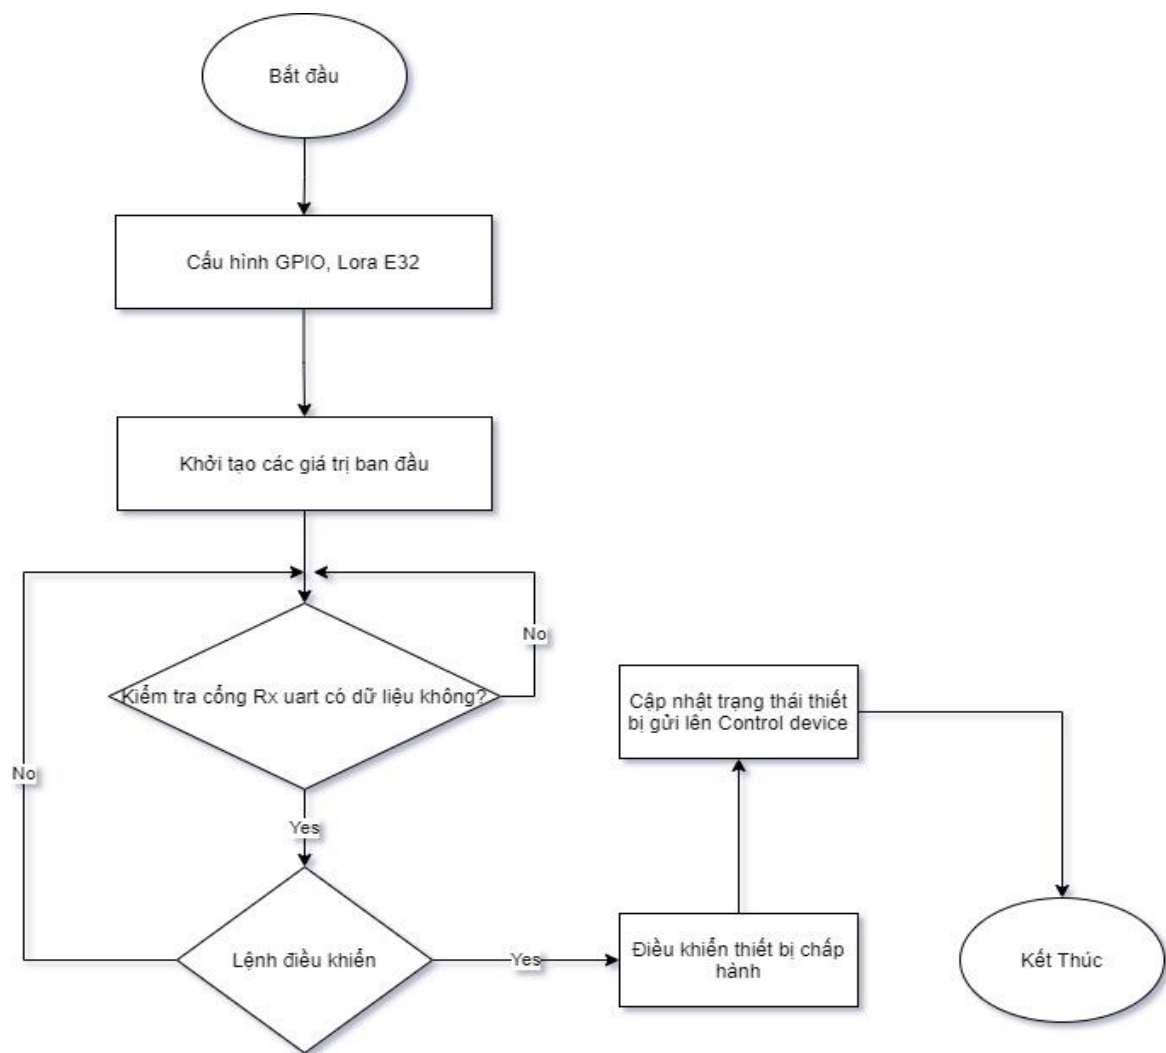 Bắt đầu
Cấu hình GPIO, Lora E32
Khởi tạo các giá trị ban đầu
No
Kiểm tra cổng Rx uart có dữ liệu không?
No
Yes
Lệnh điều khiển
Yes
Điều khiển thiết bị chấp
hành
Cập nhật trạng thái thiết
bị gửi lên Control device
Kết Thúc